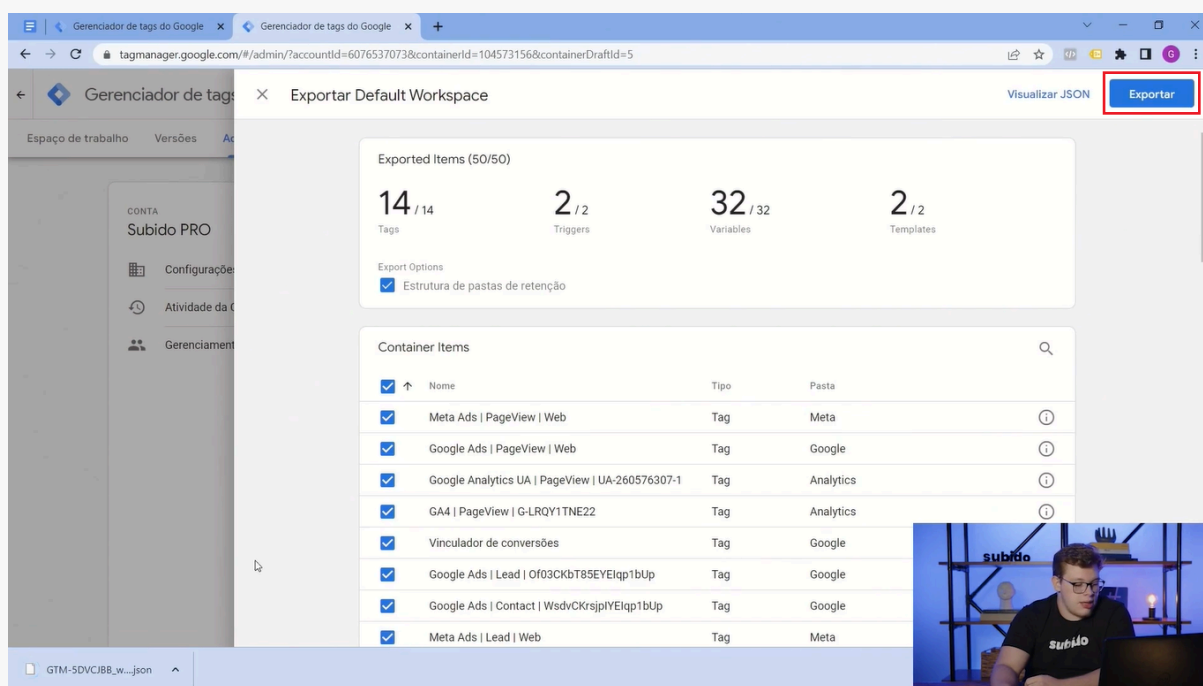 Gerenciador de tags do Google
Gerenciador de tags do Google
tagmanager.google.com/#/admin/?accountId=6076537073&containerId=104573156&containerDraftId=5
G
Gerenciador de tags
Exportar Default Workspace
Visualizar JSON
Exportar
Espaço de trabalho
Versões
Exported Items (50/50)
14 / 14
2 / 2
32 / 32
2 / 2
Tags
Triggers
Variables
Templates
CONTA
Subido PRO
Configurações
Atividade da C
Gerenciament
Export Options
Estrutura de pastas de retenção
Container Items
Nome
Tipo
Pasta
Meta Ads | PageView | Web
Tag
Meta
Google Ads | PageView | Web
Tag
Google
Google Analytics UA | PageView | UA-260576307-1
Tag
Analytics
GA4 | PageView | G-LRQY1TNE22
Tag
Analytics
Vinculador de conversões
Tag
Google
Google Ads | Lead | Of03CKbT85EYEIqp1bUp
Tag
Google
Google Ads | Contact | WsdvCKrsjpIYEIqp1bUp
Tag
Google
Meta Ads | Lead | Web
Tag
Meta
subido
subido
GTM-5DVCJBB_w....json